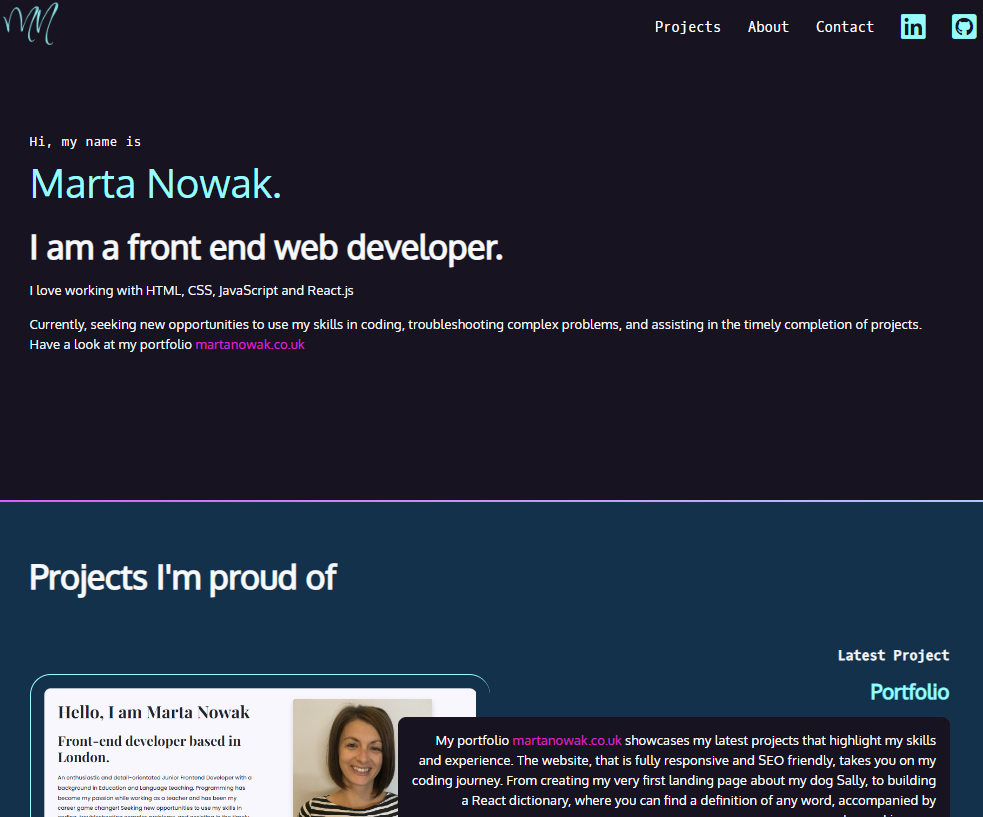 MN
Projects About Contact in
Hi, my name is
Marta Nowak.
I am a front end web developer.
I love working with HTML, CSS, JavaScript and React.js
Currently, seeking new opportunities to use my skills in coding, troubleshooting complex problems, and assisting in the timely completion of projects.
Have a look at my portfolio martanowak.co.uk
Projects I'm proud of
Latest Project
Portfolio
Hello, I am Marta Nowak
Front-end developer based in
London.
An enthusiastic and detail-orientated Junior Frontend Developer with a
background in Education and Language teaching. Programming has
become my passion while working as a teacher and has been my
career game changer! Seeking new opportunities to use my skills in
My portfolio martanowak.co.uk showcases my latest projects that highlight my skills
and experience. The website, that is fully responsive and SEO friendly, takes you on my
coding journey. From creating my very first landing page about my dog Sally, to building
a React dictionary, where you can find a definition of any word, accompanied by